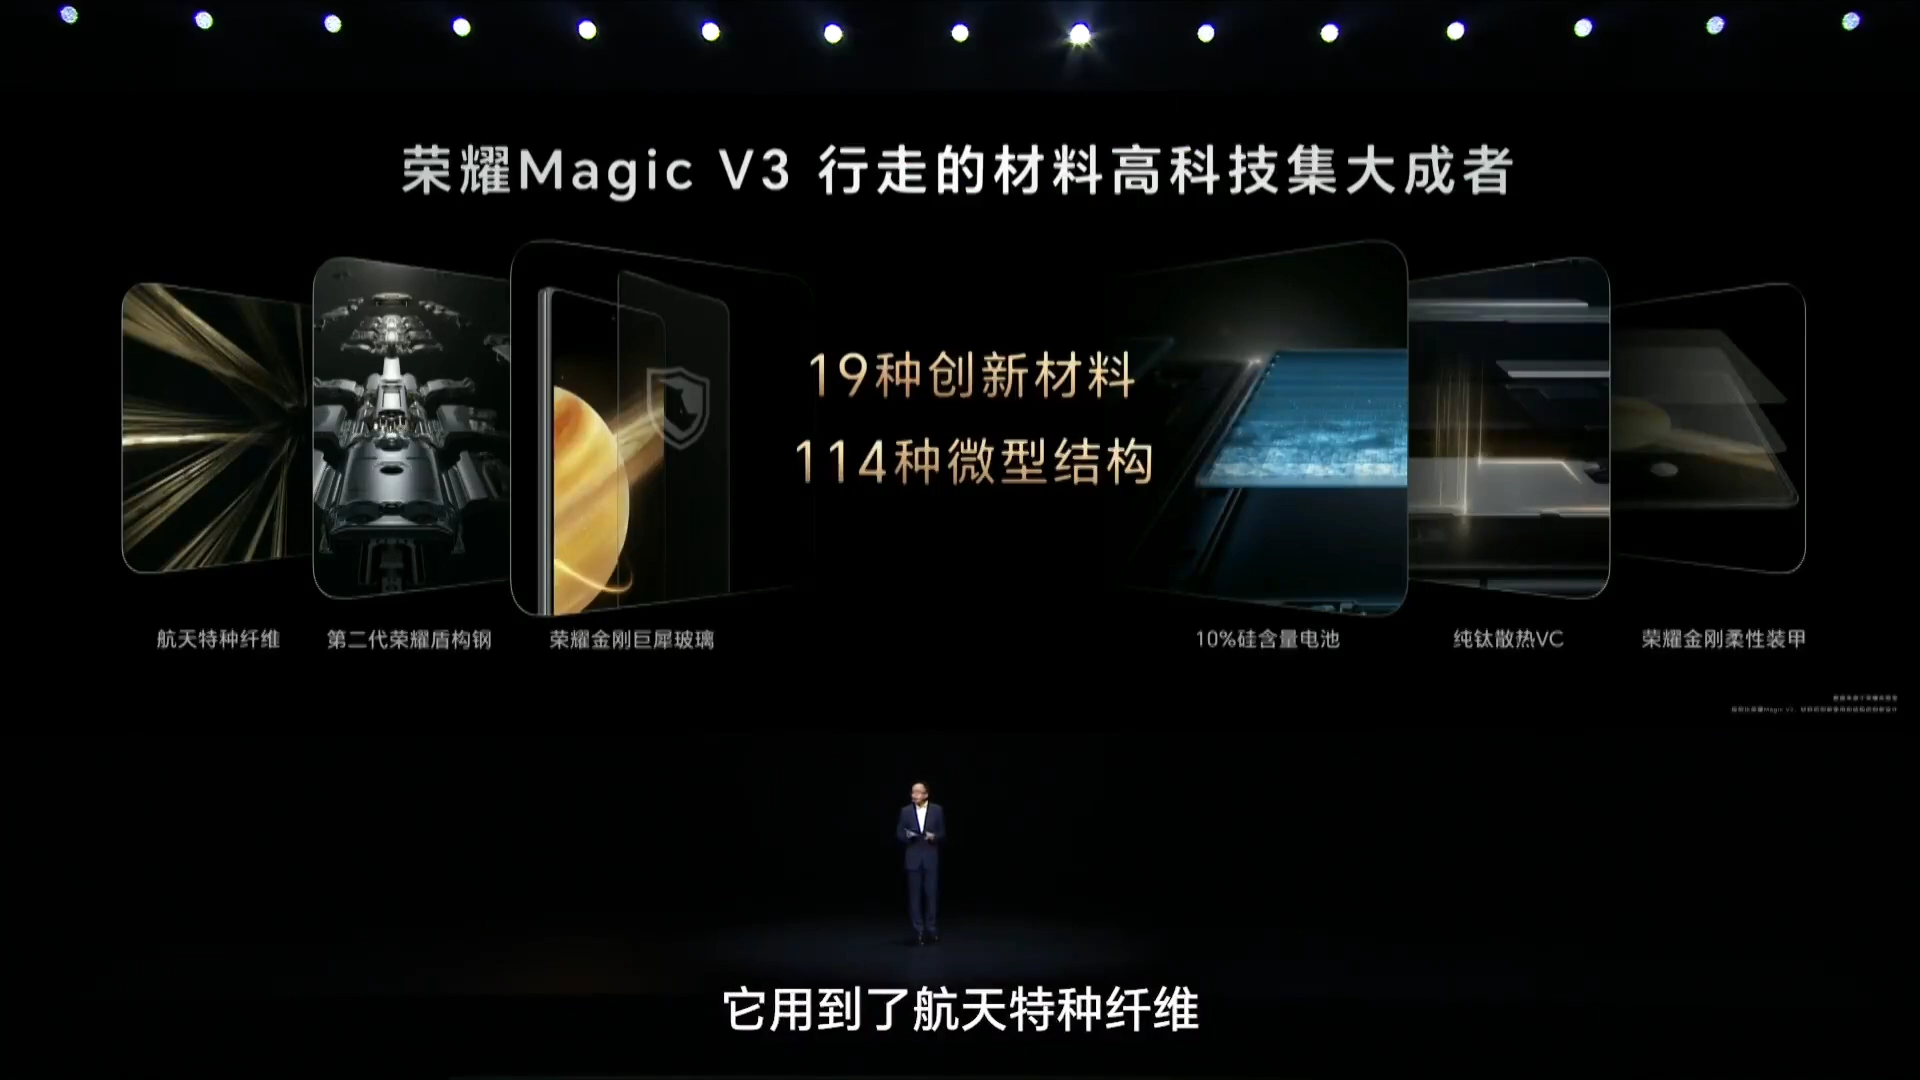 荣耀Magic V3 行走的材料高科技集大成者
19种创新材料
114种微型结构
航天特种纤维
第二代荣耀盾构钢
荣耀金刚巨犀玻璃
10%硅含量电池
纯钛散热VC
荣耀金刚柔性装甲
它用到了航天特种纤维